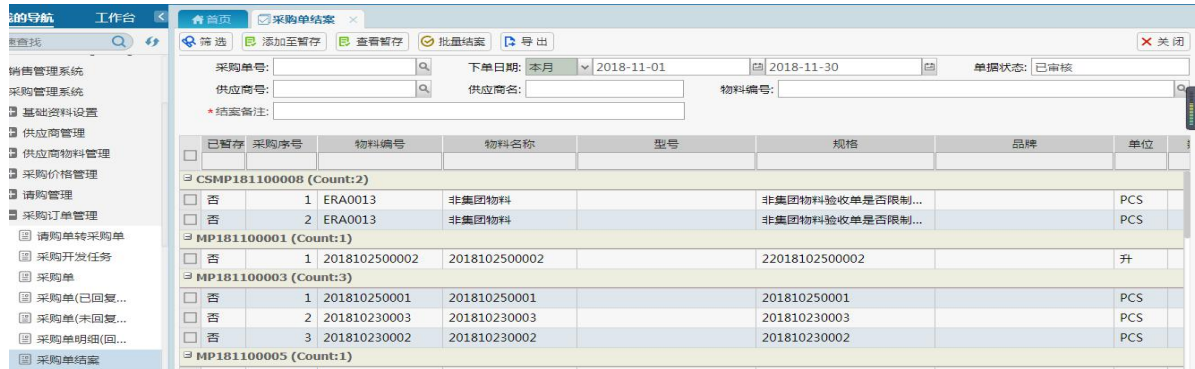 的导航 工作台 首页 采购单结案
查找 筛选 添加至暂存 查看暂存 批量结案 导出 关闭
销售管理系统
采购管理系统
基础资料设置
供应商管理
供应商物料管理
采购价格管理
请购管理
采购订单管理
请购单转采购单
采购开发任务
采购单
采购单(已回复...
采购单(未回复...
采购单明细(回...
采购单结案
采购单号: 下单日期: 本月 2018-11-01 2018-11-30 单据状态: 已审核
供应商号: 供应商名: 物料编号:
*结案备注:
已暂存 采购序号 物料编号 物料名称 型号 规格 品牌 单位
CSMP181100008 (Count:2)
否 1 ERA0013 非集团物料 非集团物料验收单是否限制... PCS
否 2 ERA0013 非集团物料 非集团物料验收单是否限制... PCS
MP181100001 (Count:1)
否 1 2018102500002 2018102500002 22018102500002 升
MP181100003 (Count:3)
否 1 201810250001 201810250001 201810250001 PCS
否 2 201810230003 201810230003 201810230003 PCS
否 3 201810230002 201810230002 201810230002 PCS
MP181100005 (Count:1)